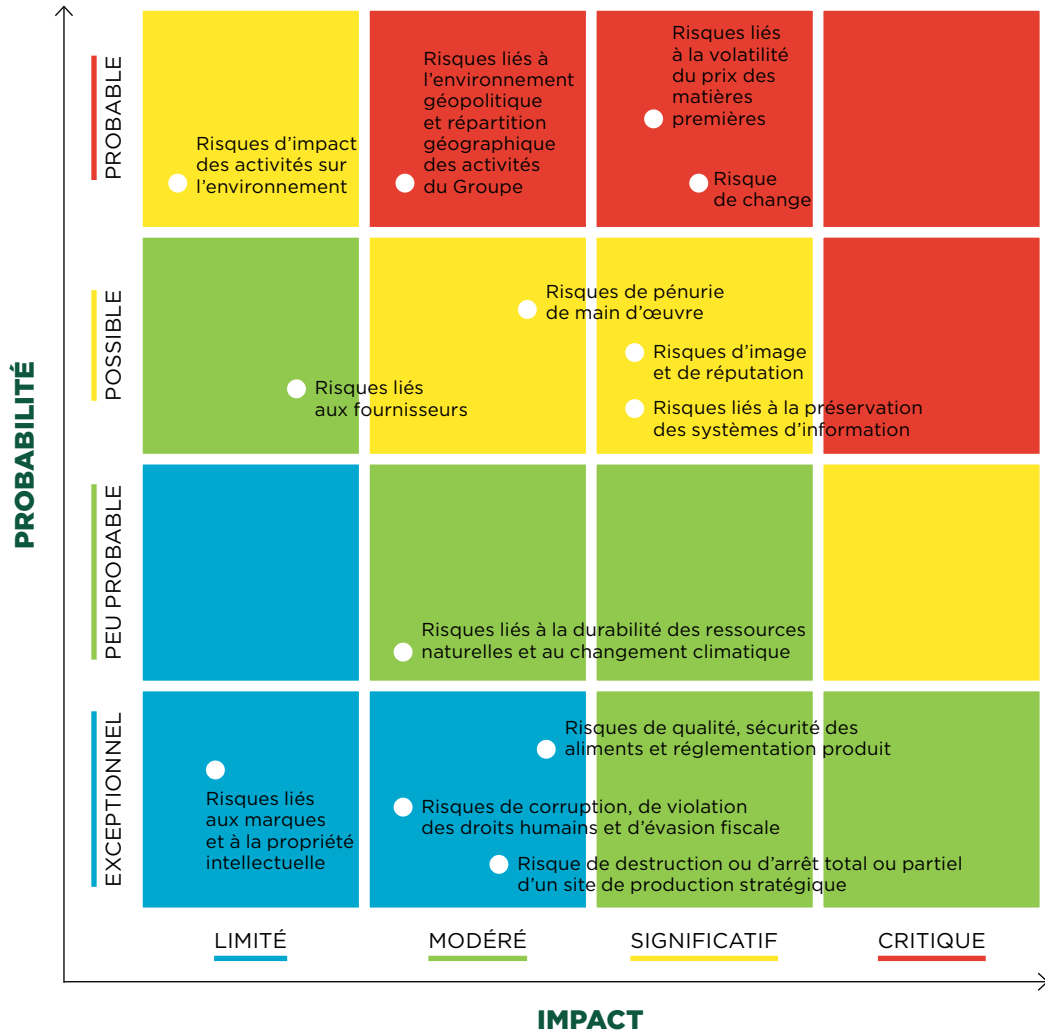 PROBABILITÉ
PROBABLE
Risques d'impact
des activités sur
l'environnement
Risques liés à
l'environnement
géopolitique
et répartition
géographique
des activités
du Groupe
Risques liés
à la volatilité
du prix des
matières
premières
Risque
de change
POSSIBLE
Risques liés
aux fournisseurs
Risques de pénurie
de main d'œuvre
Risques d'image
et de réputation
Risques liés à la préservation
des systèmes d'information
PEU PROBABLE
Risques liés à la durabilité des ressources
naturelles et au changement climatique
EXCEPTIONNEL
Risques liés
aux marques
et à la propriété
intellectuelle
Risques de qualité, sécurité des
aliments et réglementation produit
Risques de corruption, de violation
des droits humains et d'évasion fiscale
Risque de destruction ou d'arrêt total ou partiel
d'un site de production stratégique
LIMITÉ
MODÉRÉ
SIGNIFICATIF
CRITIQUE
IMPACT